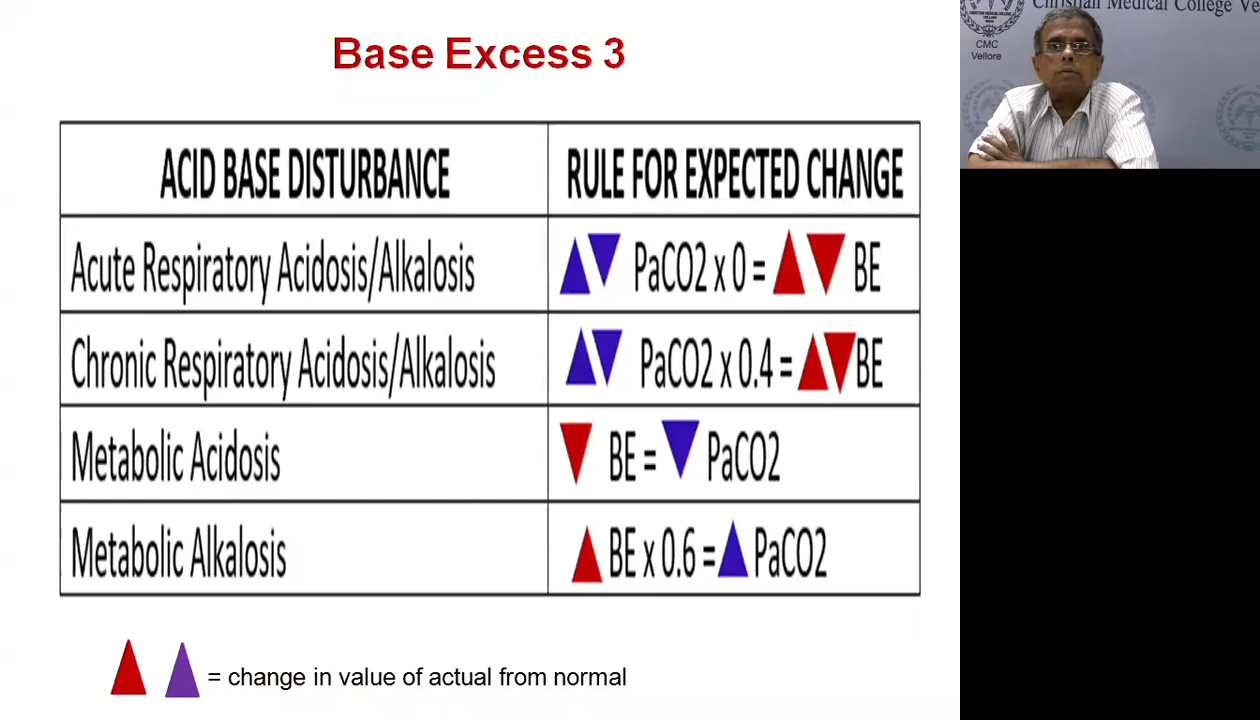 Base Excess 3
ACID BASE DISTURBANCE RULE FOR EXPECTED CHANGE
Acute Respiratory Acidosis/Alkalosis PaCO2 x 0 = BE
Chronic Respiratory Acidosis/Alkalosis PaCO2 x 0.4 = BE
Metabolic Acidosis BE = PaCO2
Metabolic Alkalosis BE x 0.6 = PaCO2
= change in value of actual from normal
Christian Medical College Ve
CMC
Vellore